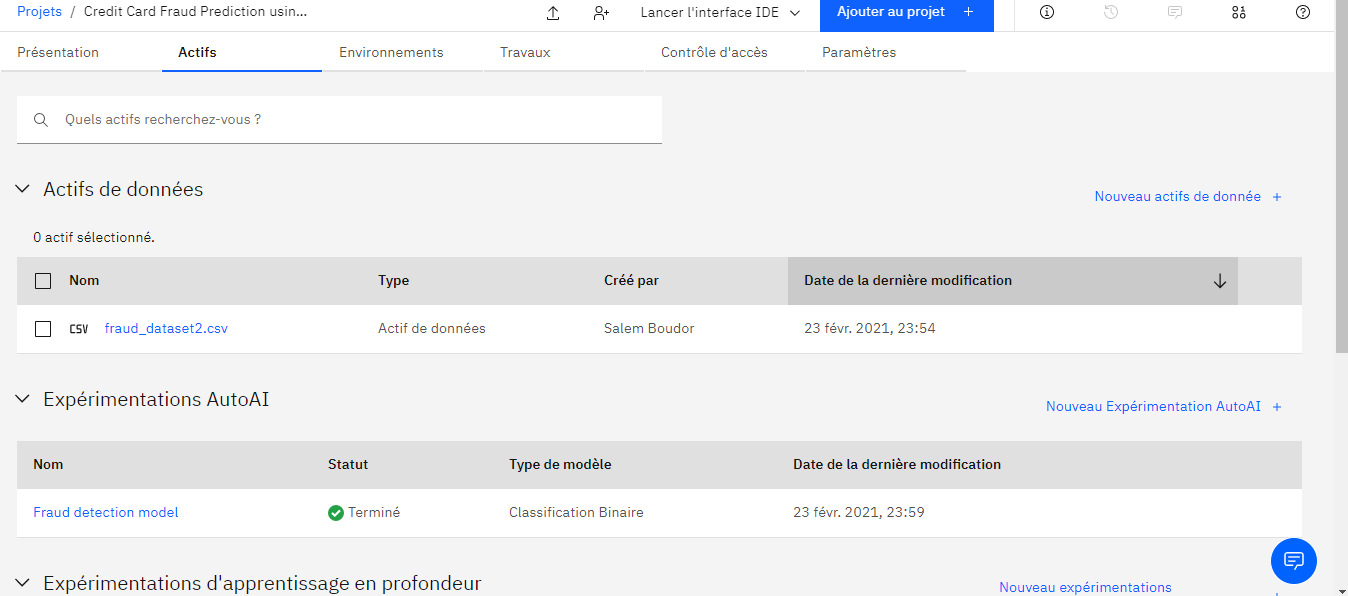 Projets / Credit Card Fraud Prediction usin...
Lancer l'interface IDE
Ajouter au projet +
Présentation
Actifs
Environnements
Travaux
Contrôle d'accès
Paramètres
Quels actifs recherchez-vous ?
Actifs de données
Nouveau actifs de donnée +
0 actif sélectionné.
Nom Type Créé par Date de la dernière modification
CSV fraud_dataset2.csv Actif de données Salem Boudor 23 févr. 2021, 23:54
Expérimentations AutoAI
Nouveau Expérimentation AutoAI +
Nom Statut Type de modèle Date de la dernière modification
Fraud detection model Terminé Classification Binaire 23 févr. 2021, 23:59
Expérimentations d'apprentissage en profondeur
Nouveau expérimentations